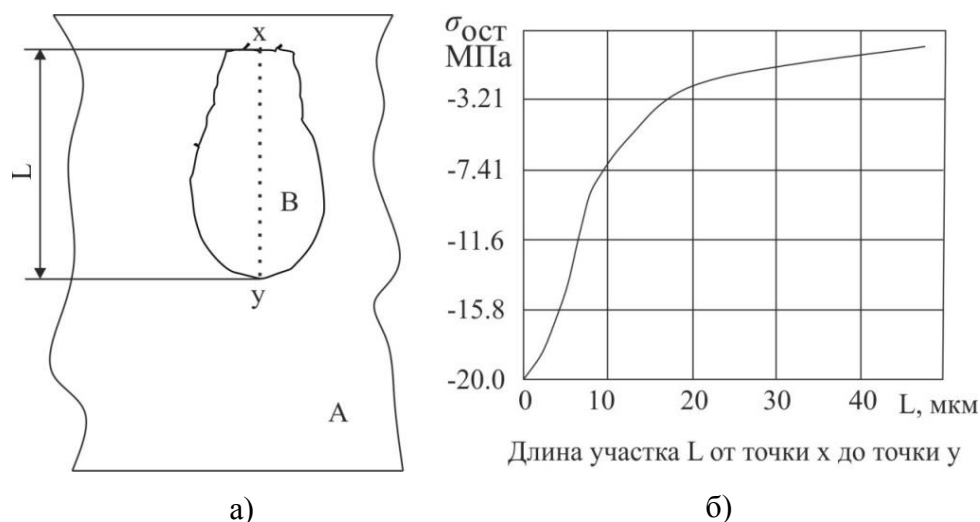 x
L
B
y
A
а)
σост
МПа
-3.21
-7.41
-11.6
-15.8
-20.0
0 10 20 30 40 L, мкм
Длина участка L от точки х до точки у
б)